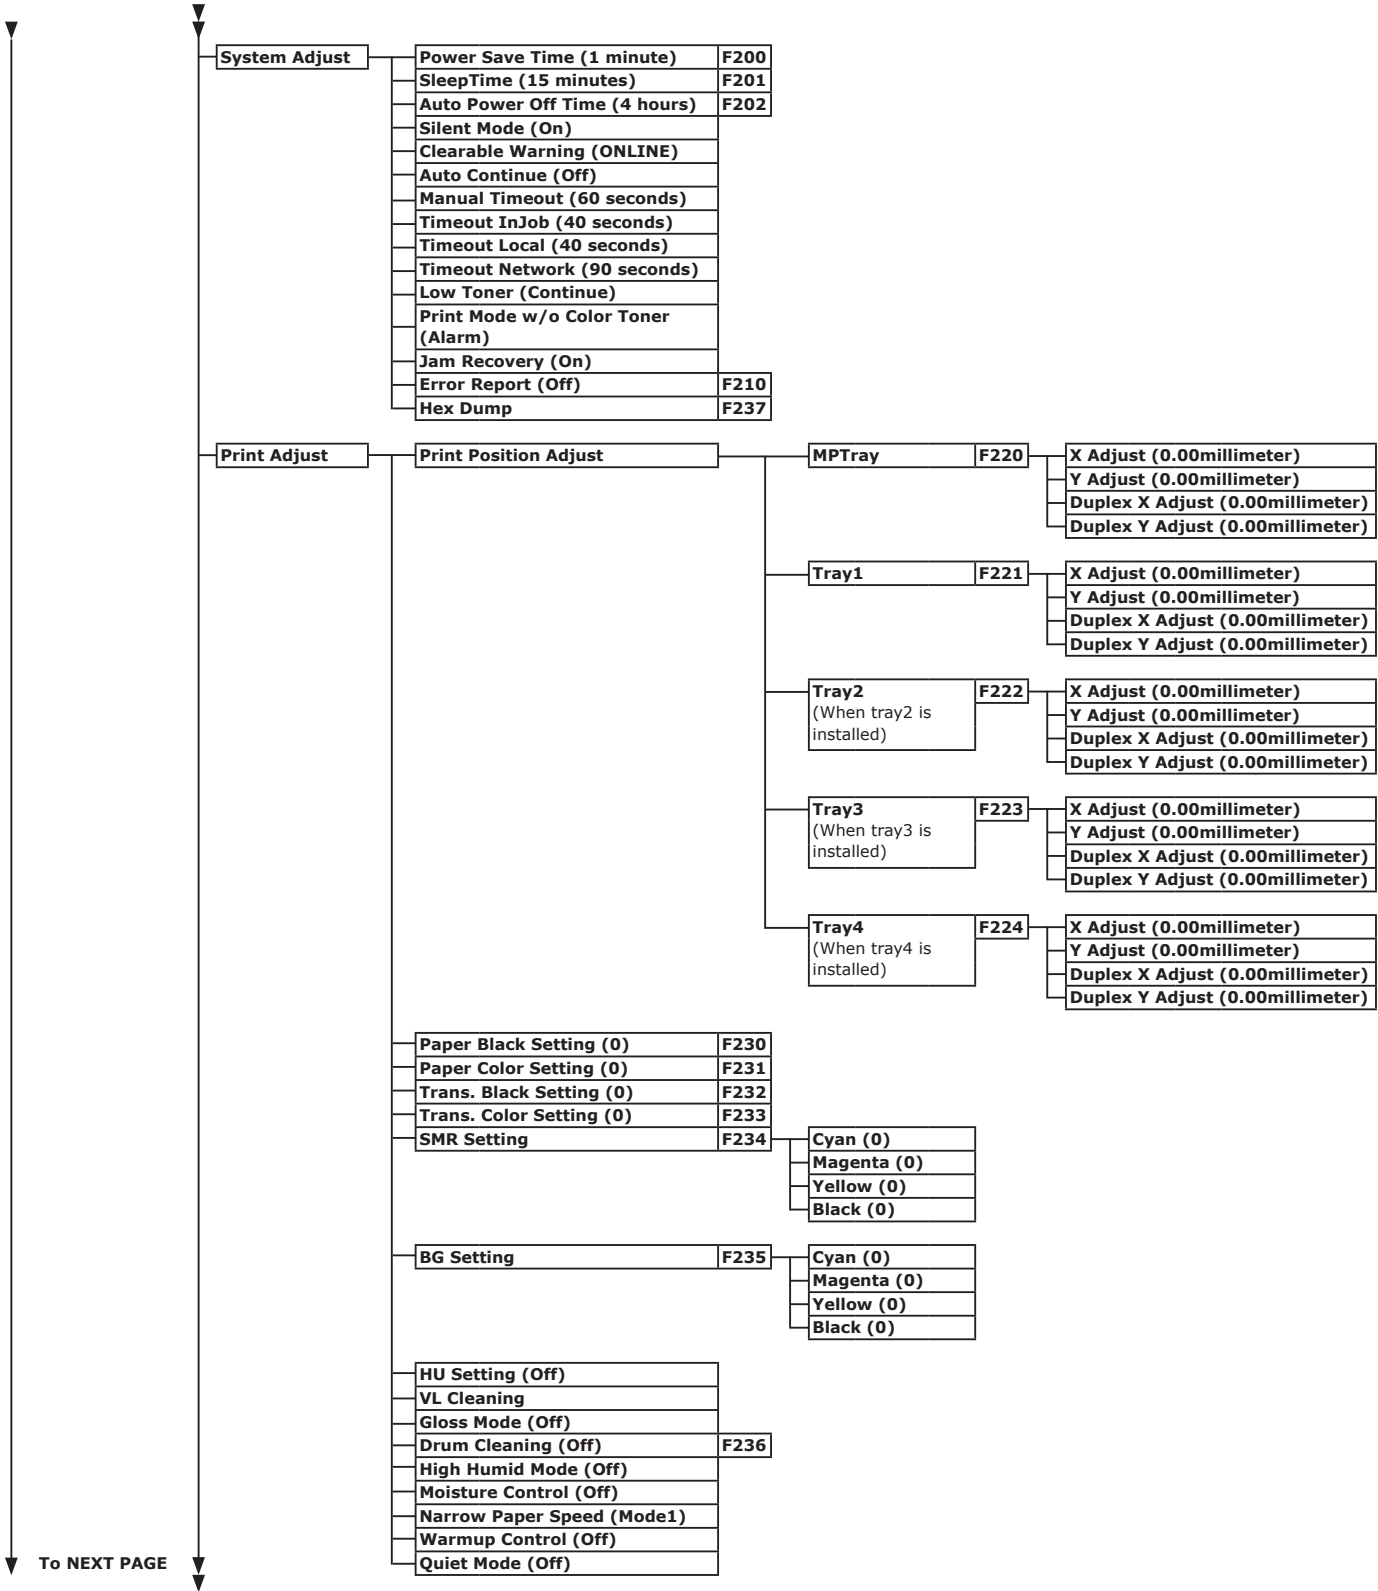 System Adjust
Power Save Time (1 minute) F200
SleepTime (15 minutes) F201
Auto Power Off Time (4 hours) F202
Silent Mode (On)
Clearable Warning (ONLINE)
Auto Continue (Off)
Manual Timeout (60 seconds)
Timeout InJob (40 seconds)
Timeout Local (40 seconds)
Timeout Network (90 seconds)
Low Toner (Continue)
Print Mode w/o Color Toner
(Alarm)
Jam Recovery (On)
Error Report (Off) F210
Hex Dump F237
Print Adjust
Print Position Adjust
MPTray F220
X Adjust (0.00millimeter)
Y Adjust (0.00millimeter)
Duplex X Adjust (0.00millimeter)
Duplex Y Adjust (0.00millimeter)
Tray1 F221
X Adjust (0.00millimeter)
Y Adjust (0.00millimeter)
Duplex X Adjust (0.00millimeter)
Duplex Y Adjust (0.00millimeter)
Tray2 F222
(When tray2 is
installed)
X Adjust (0.00millimeter)
Y Adjust (0.00millimeter)
Duplex X Adjust (0.00millimeter)
Duplex Y Adjust (0.00millimeter)
Tray3 F223
(When tray3 is
installed)
X Adjust (0.00millimeter)
Y Adjust (0.00millimeter)
Duplex X Adjust (0.00millimeter)
Duplex Y Adjust (0.00millimeter)
Tray4 F224
(When tray4 is
installed)
X Adjust (0.00millimeter)
Y Adjust (0.00millimeter)
Duplex X Adjust (0.00millimeter)
Duplex Y Adjust (0.00millimeter)
Paper Black Setting (0) F230
Paper Color Setting (0) F231
Trans. Black Setting (0) F232
Trans. Color Setting (0) F233
SMR Setting F234
Cyan (0)
Magenta (0)
Yellow (0)
Black (0)
BG Setting F235
Cyan (0)
Magenta (0)
Yellow (0)
Black (0)
HU Setting (Off)
VL Cleaning
Gloss Mode (Off)
Drum Cleaning (Off) F236
High Humid Mode (Off)
Moisture Control (Off)
Narrow Paper Speed (Mode1)
Warmup Control (Off)
Quiet Mode (Off)
To NEXT PAGE